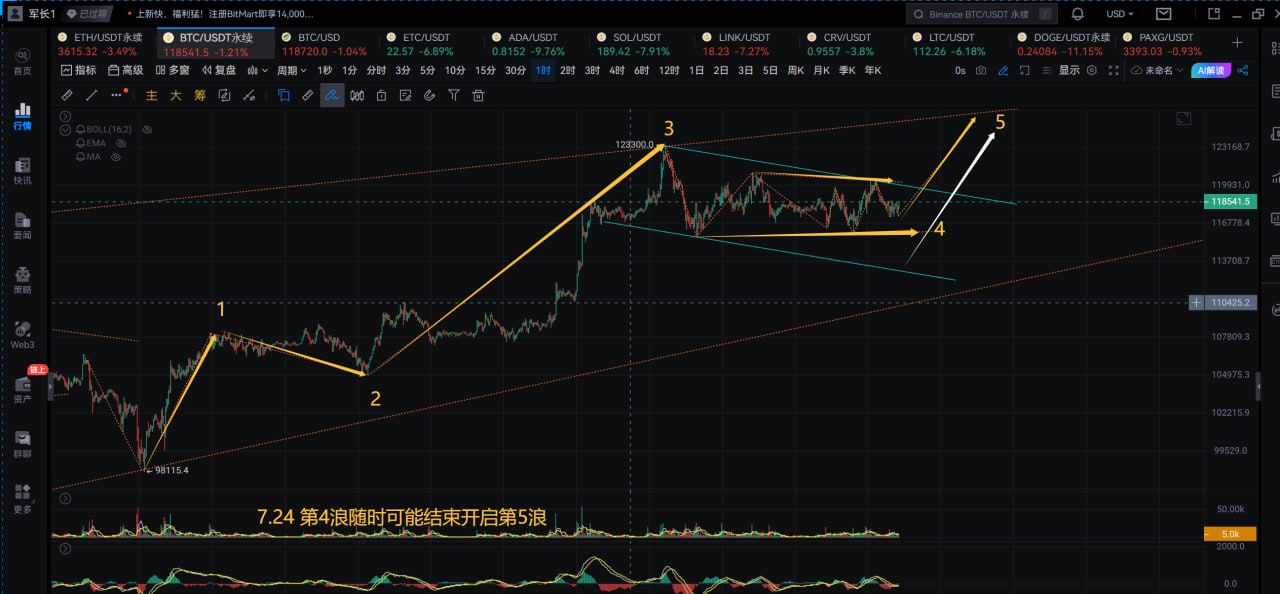 军长1 已过期 • 上新快、福利猛！注册BitMart即享14,000... Binance BTC/USDT 永续 / USD
ETH/USDT永续 BTC/USDT永续 BTC/USD ETC/USDT ADA/USDT SOL/USDT LINK/USDT CRV/USDT LTC/USDT DOGE/USDT永续 PAXG/USDT
3615.32 -3.49% 118541.5 -1.21% 118720.0 -1.04% 22.57 -6.89% 0.8152 -9.76% 189.42 -7.91% 18.23 -7.27% 0.9557 -3.8% 112.26 -6.18% 0.24084 -11.15% 3393.03 -0.93%
指标 高级 多窗 复盘 周期 1秒 1分 分时 3分 5分 10分 15分 30分 1时 2时 3时 4时 6时 12时 1日 2日 3日 5日 周K 月K 季K 年K 0s 显示 未命名 AI解读
主 大 筹
首页
行情
快讯
要闻
策略
Web3
链上
资产
群聊
更多
BOLL(16,2)
EMA
MA
3
5
123300.0
4
1
2
98115.4
7.24 第4浪随时可能结束开启第5浪
123168.7
119931.0
118541.5
116778.4
113708.7
110425.2
107809.3
104975.3
102215.9
99529.0
50.00k
5.0k
2000.0
0.0